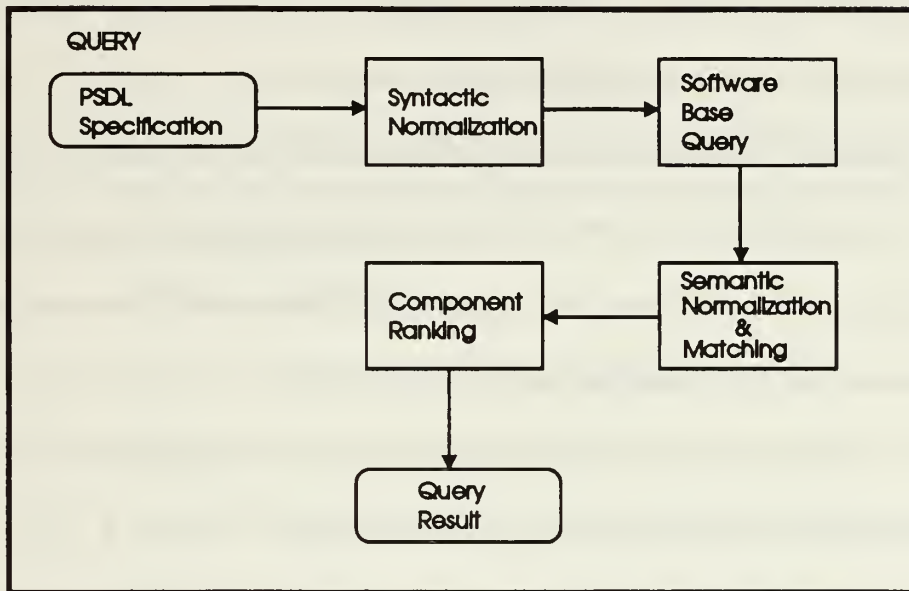 QUERY
PSDL
Specification
Syntactic
Normalization
Software
Base
Query
Semantic
Normalization
&
Matching
Component
Ranking
Query
Result